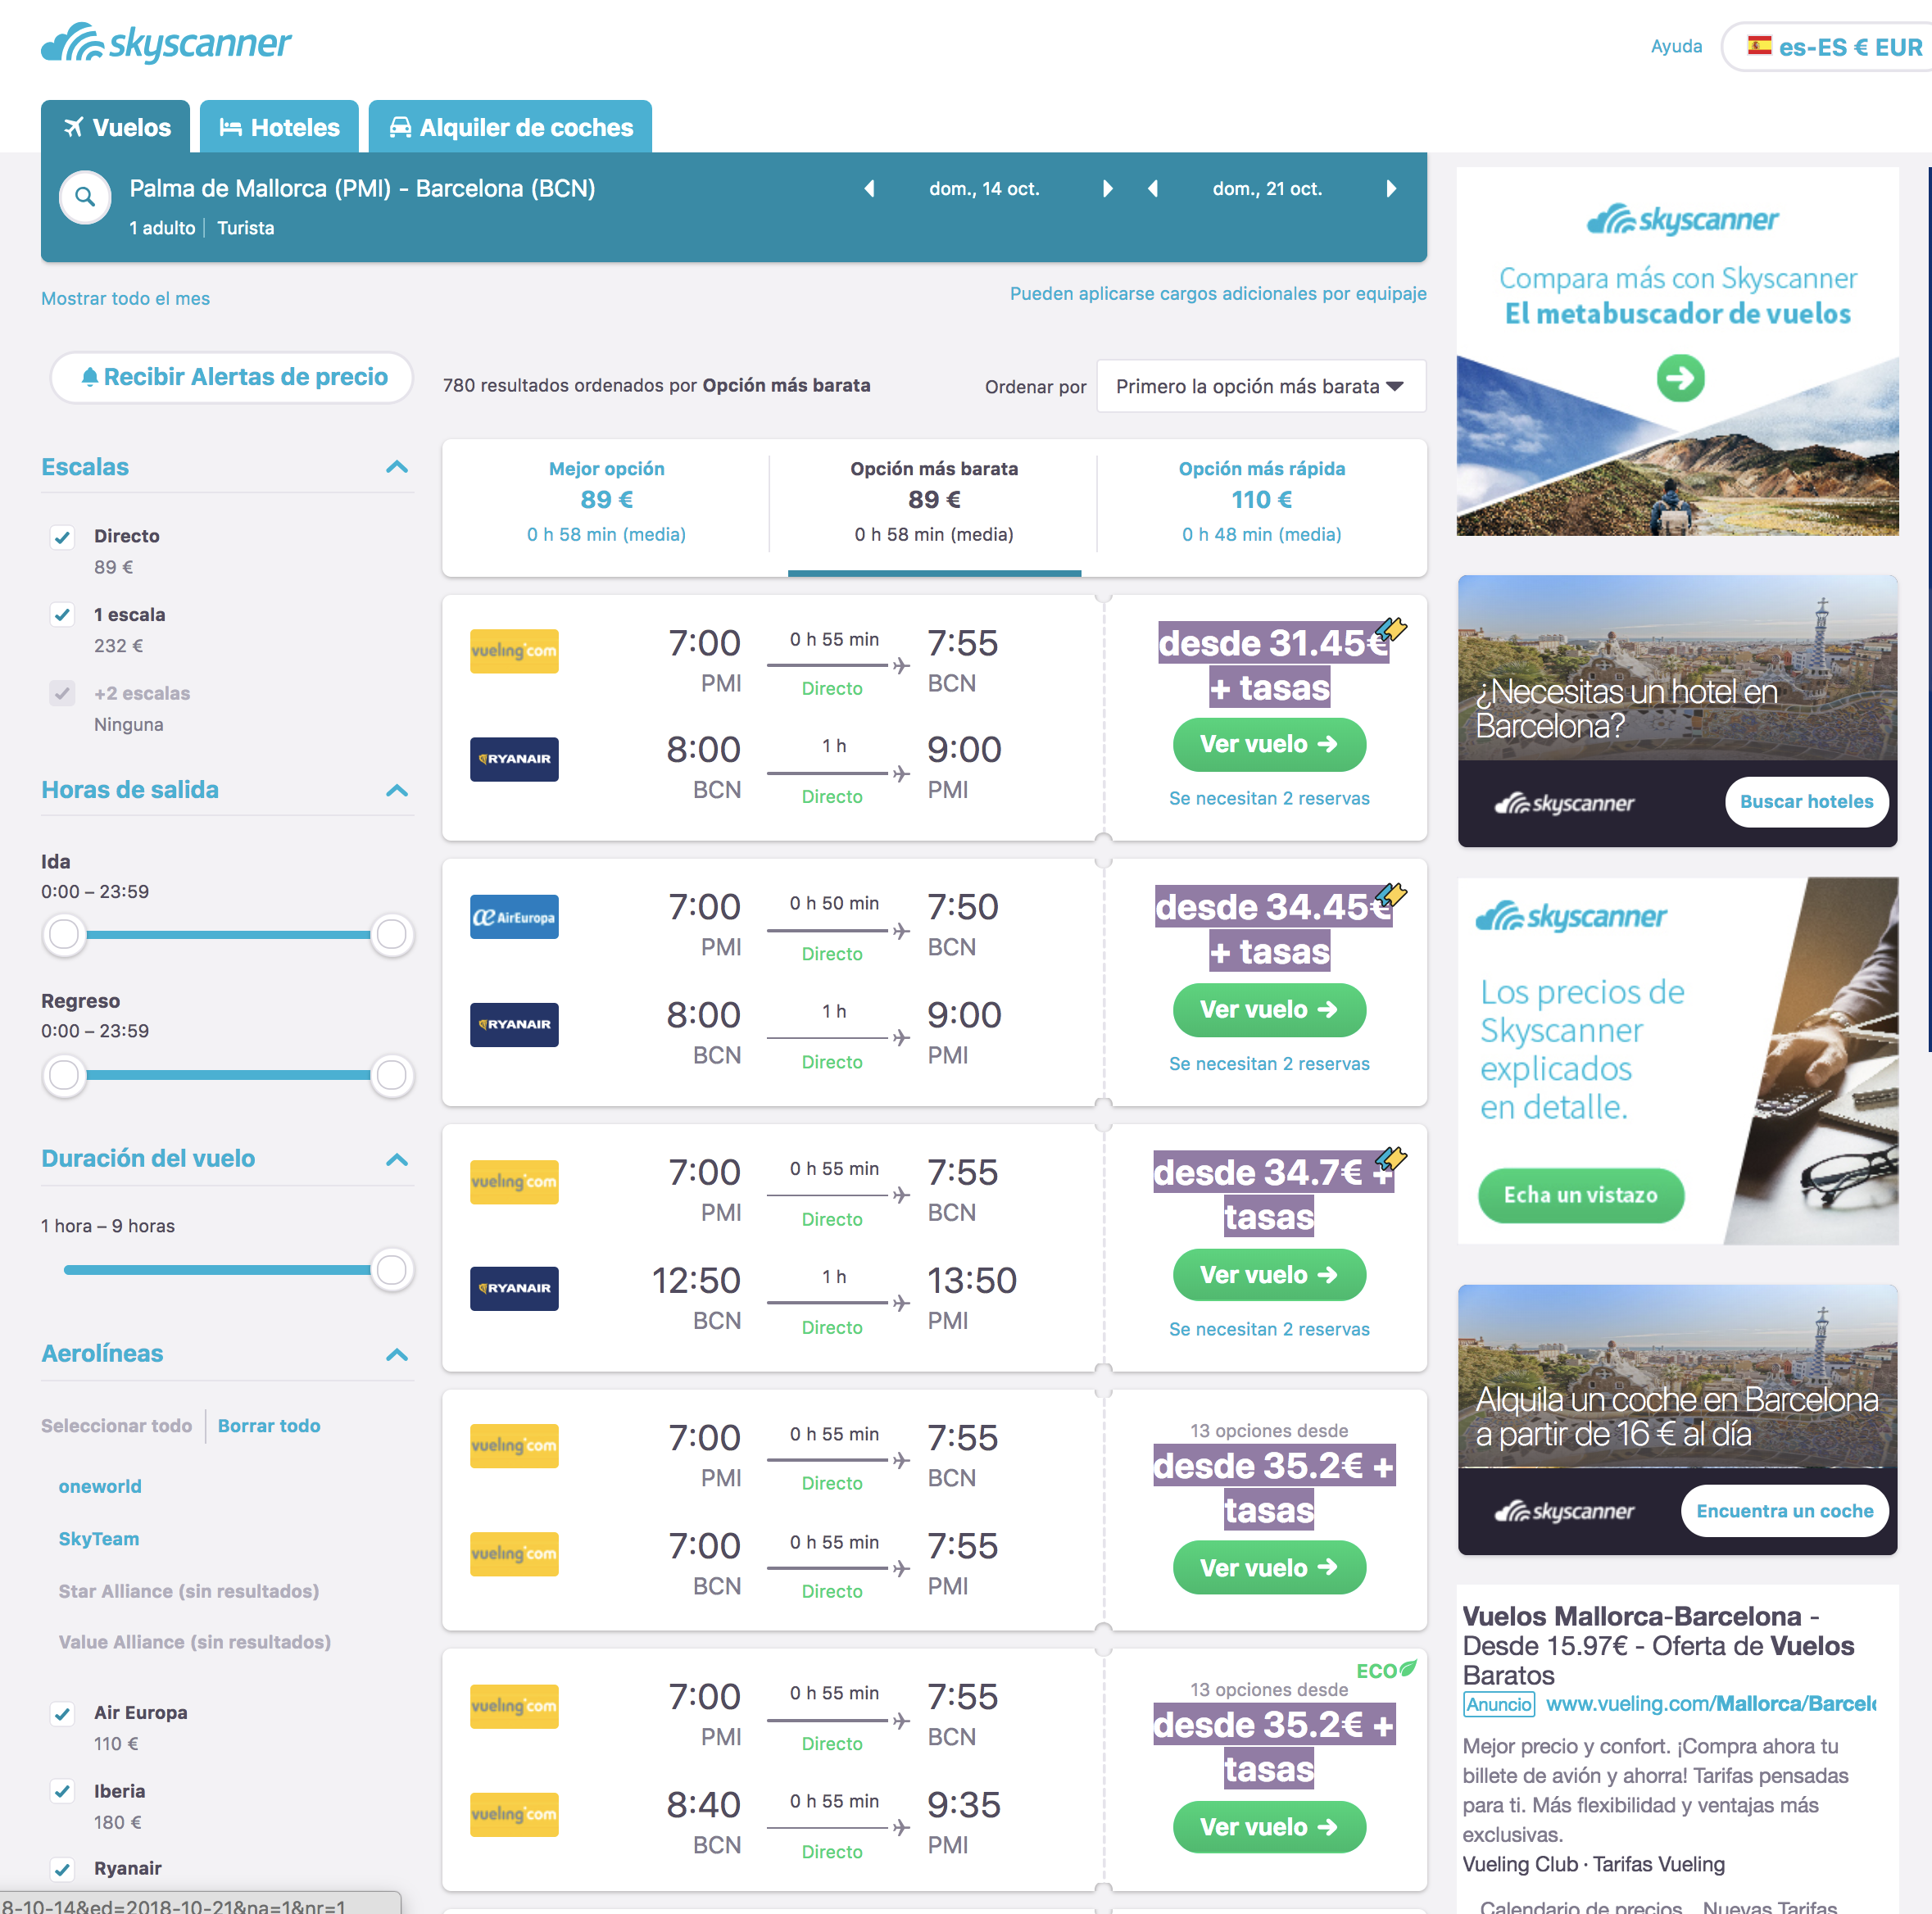 skyscanner
Ayuda
es-ES € EUR
Vuelos
Hoteles
Alquiler de coches
Palma de Mallorca (PMI) - Barcelona (BCN)
dom., 14 oct.
dom., 21 oct.
1 adulto | Turista
Mostrar todo el mes
Pueden aplicarse cargos adicionales por equipaje
Recibir Alertas de precio
780 resultados ordenados por Opción más barata
Ordenar por
Primero la opción más barata
Escalas
Directo
89 €
1 escala
232 €
+2 escalas
Ninguna
Horas de salida
Ida
0:00 – 23:59
Regreso
0:00 – 23:59
Duración del vuelo
1 hora – 9 horas
Aerolíneas
Seleccionar todo | Borrar todo
oneworld
SkyTeam
Star Alliance (sin resultados)
Value Alliance (sin resultados)
Air Europa
110 €
Iberia
180 €
Ryanair
8-10-14&ed=2018-10-21&na=1&nr=1
Mejor opción
89 €
0 h 58 min (media)
Opción más barata
89 €
0 h 58 min (media)
Opción más rápida
110 €
0 h 48 min (media)
vueling.com
7:00
0 h 55 min
7:55
PMI
Directo
BCN
RYANAIR
8:00
1 h
9:00
BCN
Directo
PMI
desde 31.45€
+ tasas
Ver vuelo
Se necesitan 2 reservas
AirEuropa
7:00
0 h 50 min
7:50
PMI
Directo
BCN
RYANAIR
8:00
1 h
9:00
BCN
Directo
PMI
desde 34.45€
+ tasas
Ver vuelo
Se necesitan 2 reservas
vueling.com
7:00
0 h 55 min
7:55
PMI
Directo
BCN
RYANAIR
12:50
1 h
13:50
BCN
Directo
PMI
desde 34.7€ +
tasas
Ver vuelo
Se necesitan 2 reservas
vueling.com
7:00
0 h 55 min
7:55
PMI
Directo
BCN
vueling.com
7:00
0 h 55 min
7:55
BCN
Directo
PMI
13 opciones desde
desde 35.2€ +
tasas
Ver vuelo
vueling.com
7:00
0 h 55 min
7:55
PMI
Directo
BCN
vueling.com
8:40
0 h 55 min
9:35
BCN
Directo
PMI
ECO
13 opciones desde
desde 35.2€ +
tasas
Ver vuelo
skyscanner
Compara más con Skyscanner
El metabuscador de vuelos
¿Necesitas un hotel en
Barcelona?
skyscanner
Buscar hoteles
skyscanner
Los precios de
Skyscanner
explicados
en detalle.
Echa un vistazo
Alquila un coche en Barcelona
a partir de 16 € al día
skyscanner
Encuentra un coche
Vuelos Mallorca-Barcelona -
Desde 15.97€ - Oferta de Vuelos
Baratos
Anuncio www.vueling.com/Mallorca/Barcel
Mejor precio y confort. ¡Compra ahora tu
billete de avión y ahorra! Tarifas pensadas
para ti. Más flexibilidad y ventajas más
exclusivas.
Vueling Club · Tarifas Vueling
Calendario de precios
Nuevas Tarifas